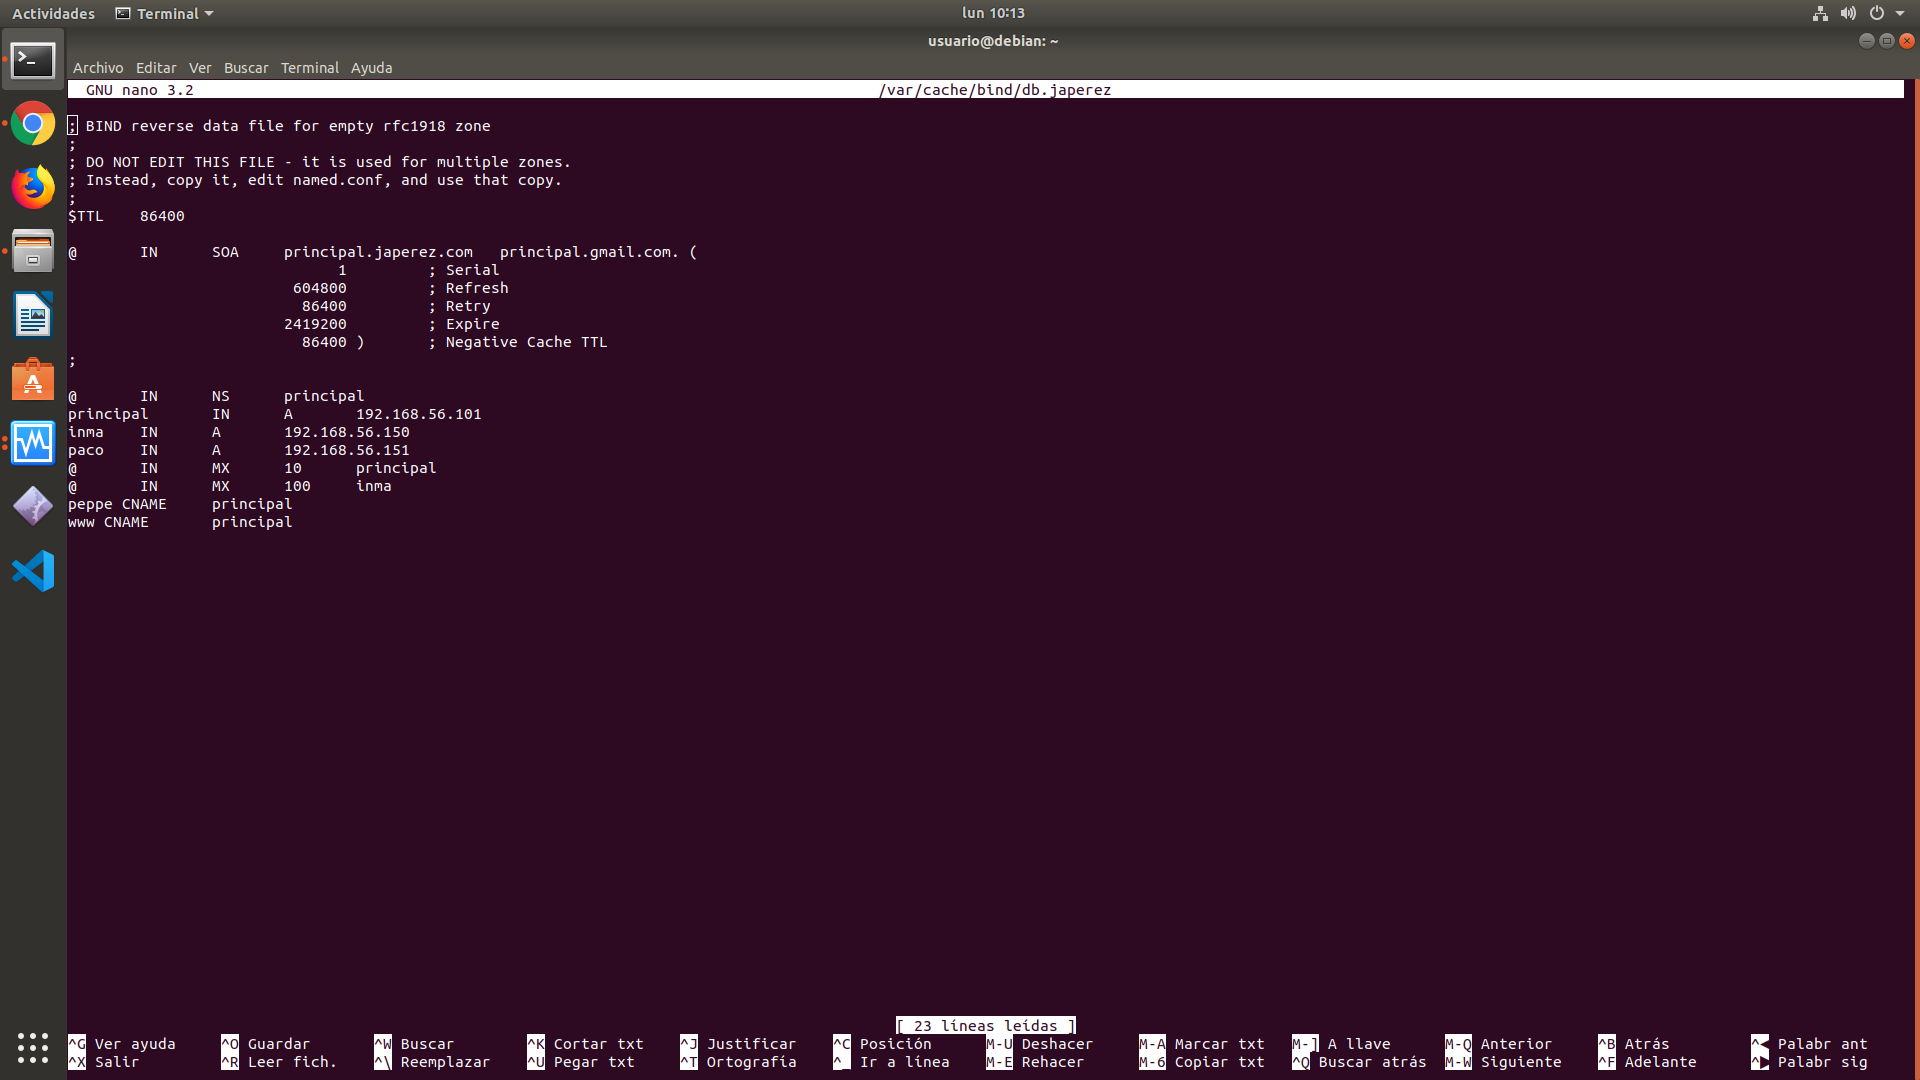 Actividades Terminal lun 10:13
usuario@debian: ~
Archivo Editar Ver Buscar Terminal Ayuda
GNU nano 3.2 /var/cache/bind/db.japerez
; BIND reverse data file for empty rfc1918 zone
;
; DO NOT EDIT THIS FILE - it is used for multiple zones.
; Instead, copy it, edit named.conf, and use that copy.
;
$TTL 86400
@ IN SOA principal.japerez.com principal.gmail.com. (
1 ; Serial
604800 ; Refresh
86400 ; Retry
2419200 ; Expire
86400 ) ; Negative Cache TTL
;
@ IN NS principal
principal IN A 192.168.56.101
inma IN A 192.168.56.150
paco IN A 192.168.56.151
@ IN MX 10 principal
@ IN MX 100 inma
peppe CNAME principal
www CNAME principal
[ 23 líneas leídas ]
^G Ver ayuda ^O Guardar ^W Buscar ^K Cortar txt ^J Justificar ^C Posición M-U Deshacer M-A Marcar txt M-] A llave M-Q Anterior ^B Atrás ^◀ Palabr ant
^X Salir ^R Leer fich. ^\ Reemplazar ^U Pegar txt ^T Ortografía ^_ Ir a línea M-E Rehacer M-6 Copiar txt ^Q Buscar atrás M-W Siguiente ^F Adelante ^▶ Palabr sig